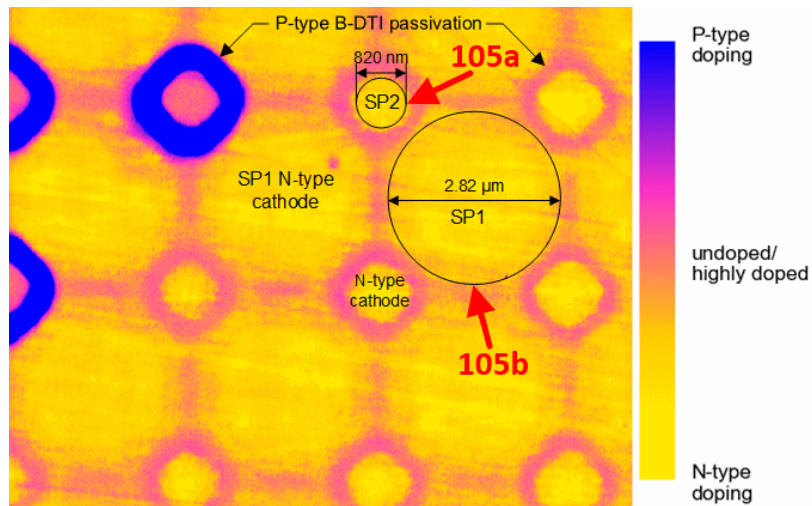 P-type B-DTI passivation
820 nm
105a
SP2
SP1 N-type
cathode
2.82 µm
SP1
N-type
cathode
105b
P-type
doping
undoped/
highly doped
N-type
doping